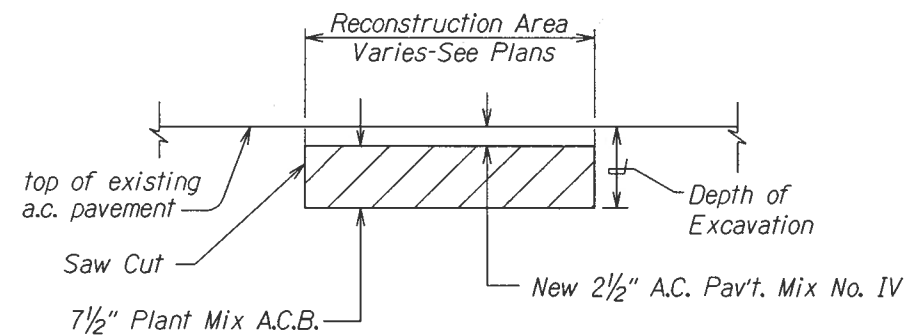 Reconstruction Area
Varies-See Plans
top of existing
a.c. pavement
Depth of
Excavation
Saw Cut
New 2½" A.C. Pav't. Mix No. IV
7½" Plant Mix A.C.B.